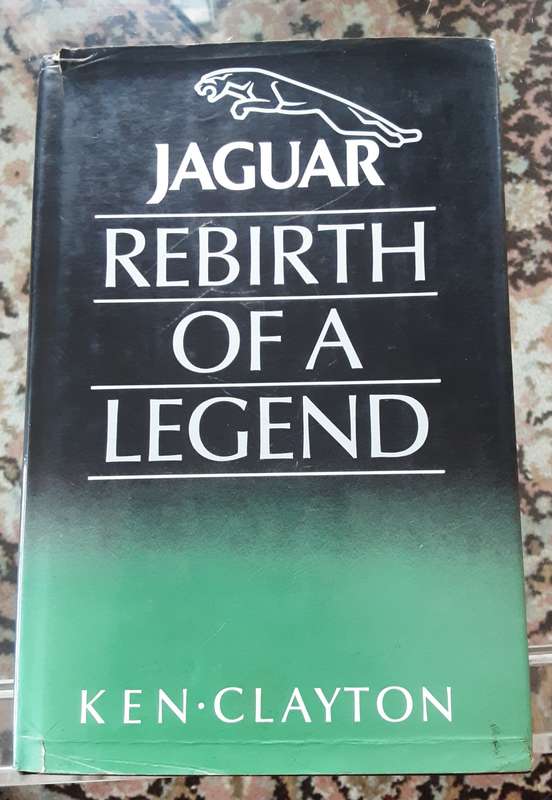 JAGUAR
REBIRTH
OF A
LEGEND
KEN·CLAYTON